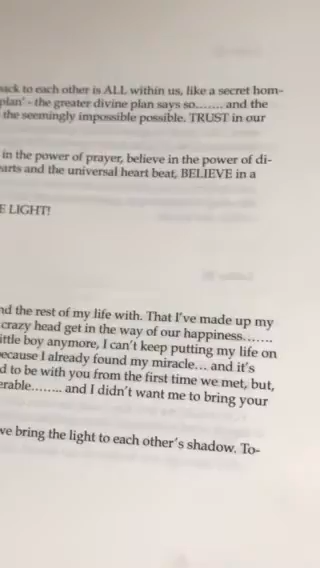 back to each other is ALL within us, like a secret hom-
plan' - the greater divine plan says so....... and the
the seemingly impossible possible. TRUST in our
in the power of prayer, believe in the power of di-
earts and the universal heart beat, BELIEVE in a
E LIGHT!
nd the rest of my life with. That I've made up my
crazy head get in the way of our happiness.......
ittle boy anymore, I can't keep putting my life on
because I already found my miracle... and it's
d to be with you from the first time we met, but,
erable........ and I didn't want me to bring your
we bring the light to each other's shadow. To-